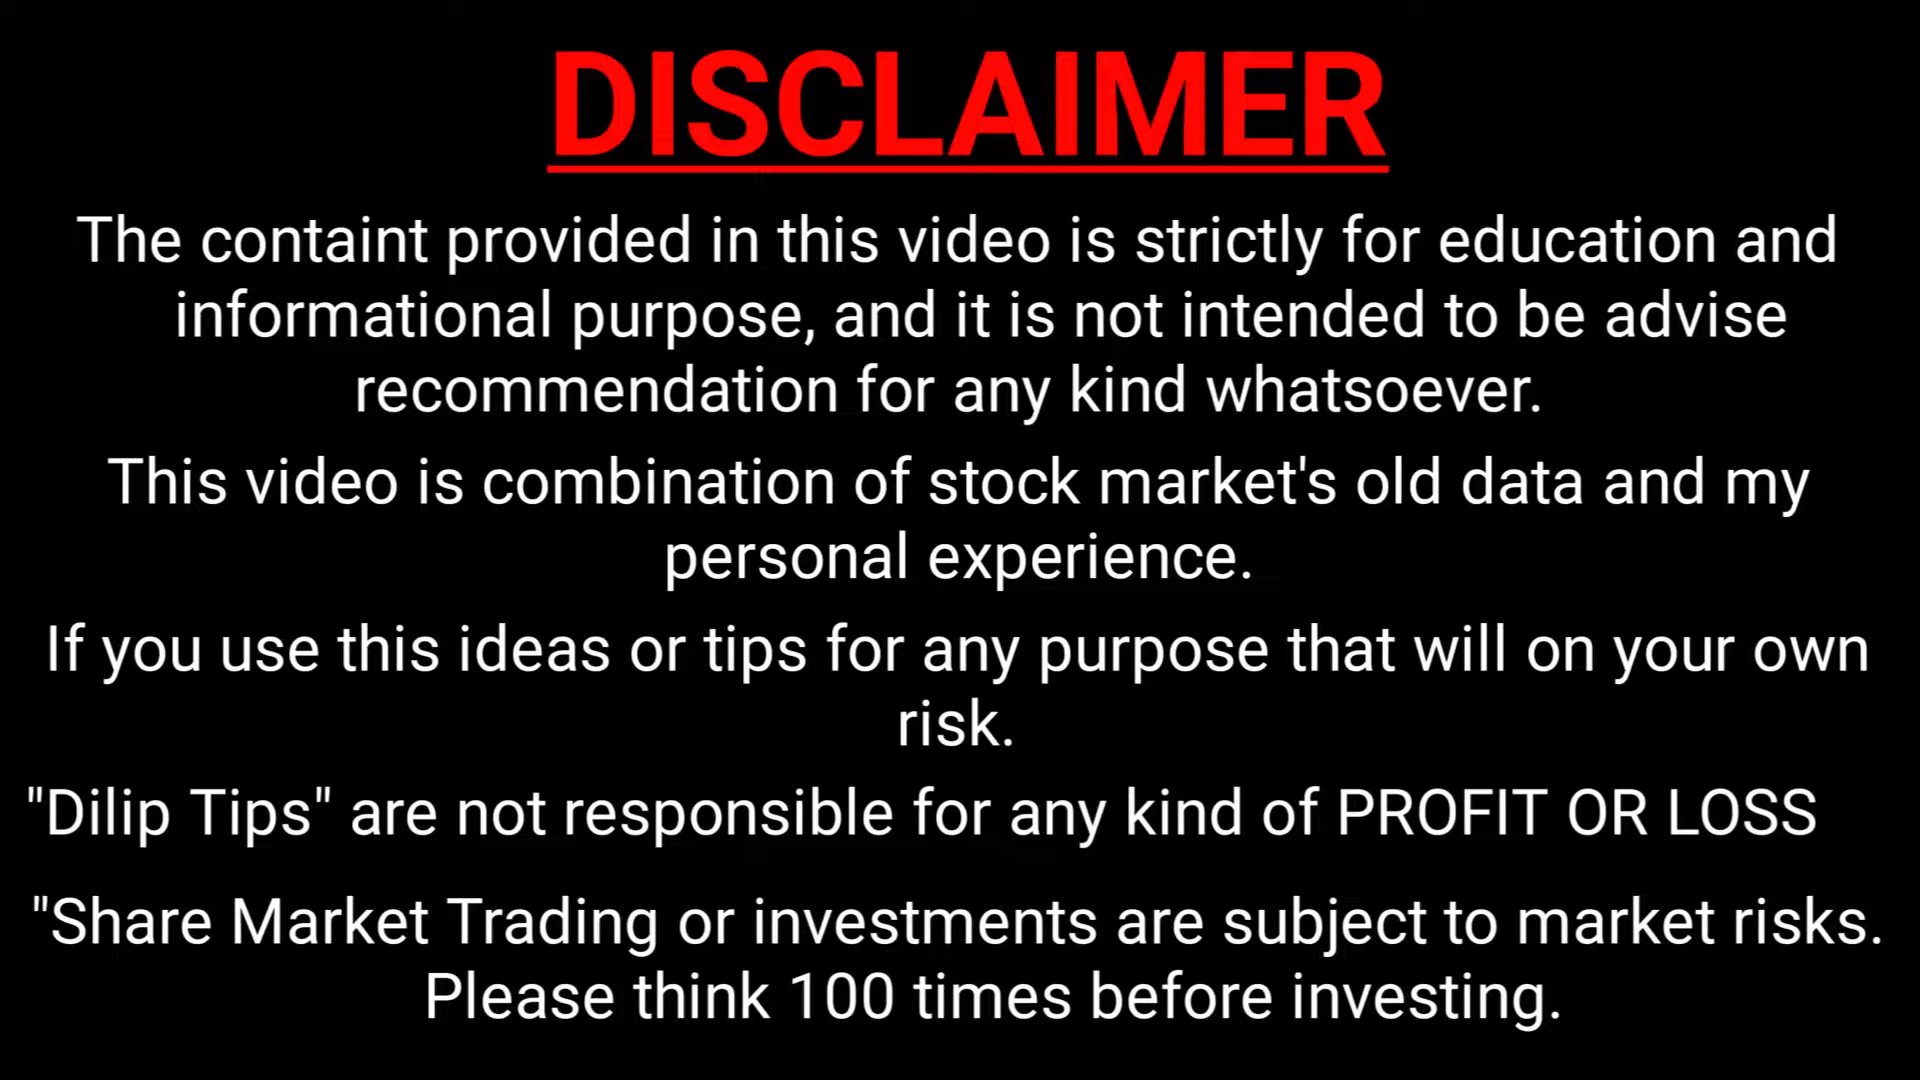 DISCLAIMER
The containt provided in this video is strictly for education and
informational purpose, and it is not intended to be advise
recommendation for any kind whatsoever.
This video is combination of stock market's old data and my
personal experience.
If you use this ideas or tips for any purpose that will on your own
risk.
"Dilip Tips" are not responsible for any kind of PROFIT OR LOSS
"Share Market Trading or investments are subject to market risks.
Please think 100 times before investing.